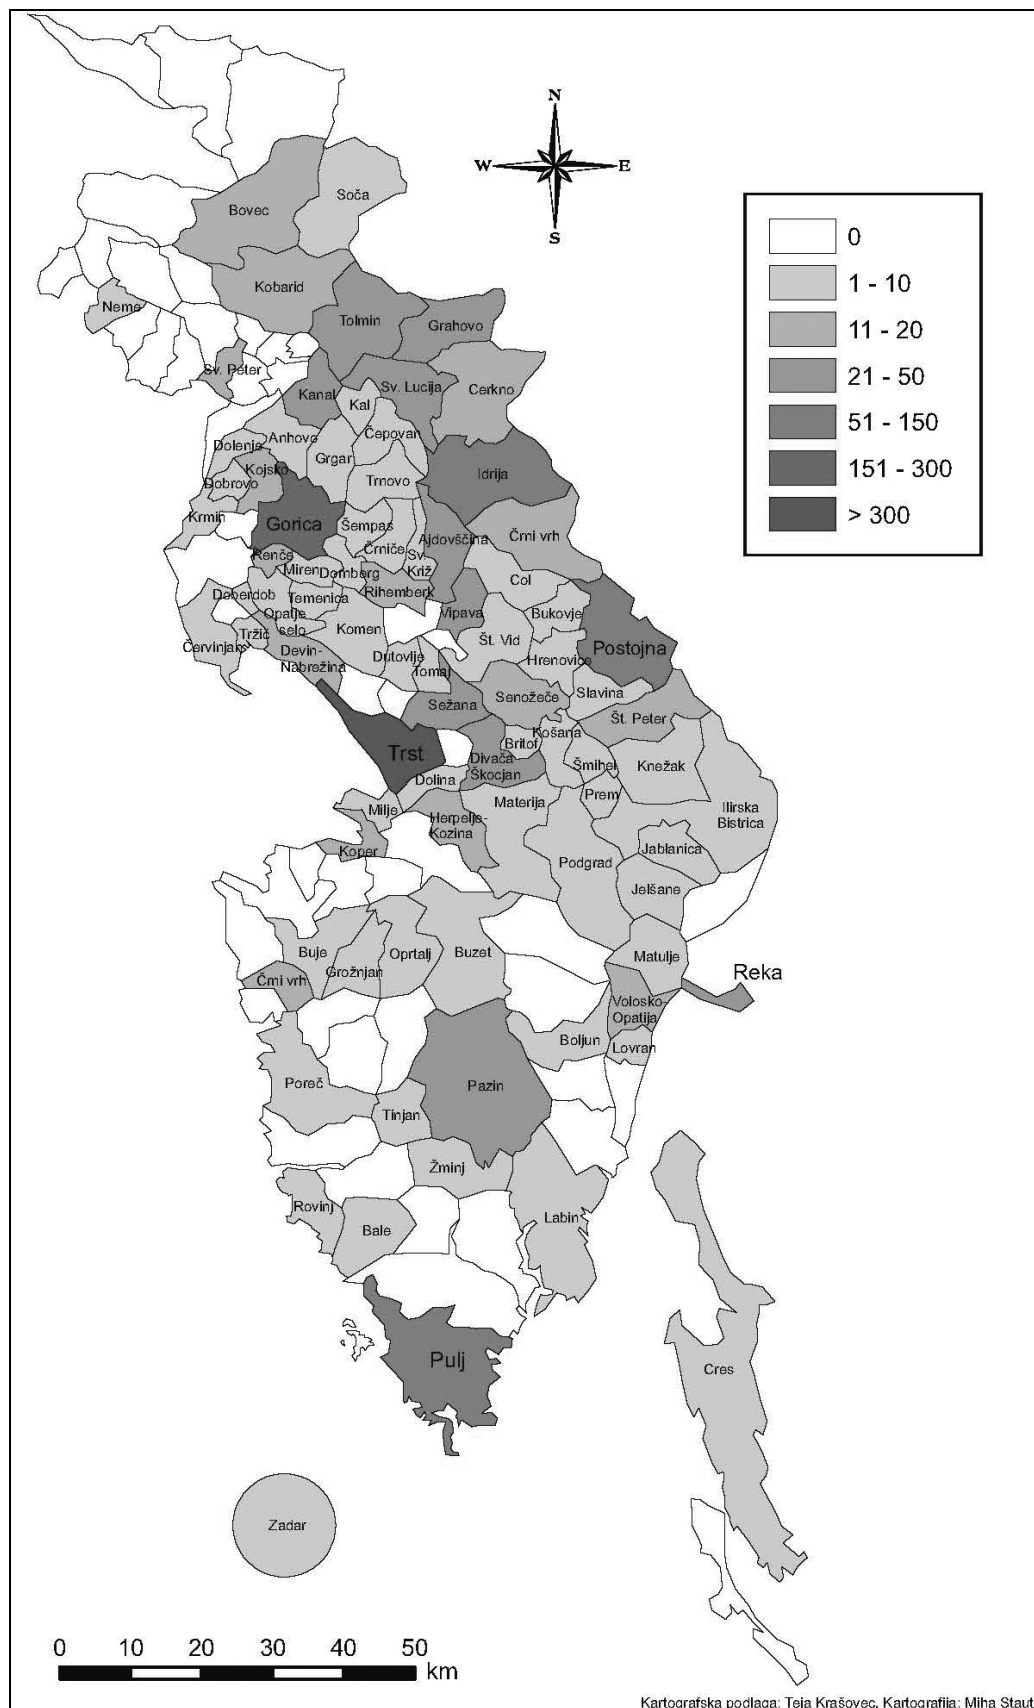 N
W E
S
0
1 - 10
11 - 20
21 - 50
51 - 150
151 - 300
> 300
Soča
Bovec
Kobarid
Neme
Tolmin
Grahovo
Sv. Peter
Sv. Lucija
Cerkno
Kanal
Kal
Čepovan
Anhovo
Dolenje
Grgar
Kojsko
Dobrovo
Trnovo
Idrija
Krmin
Gorica
Šempas
Črniče
Sv.
Križ
Ajdovščina
Črni vrh
Renče
Miren
Domberg
Col
Doberdob
Temenica
Rihemberk
Opatje
selo
Vipava
Bukovje
Komen
Št. Vid
Postojna
Tržič
Červinjan
Devin-
Nabrežina
Dutovlje
Tomaj
Hrenovice
Slavina
Sežana
Senožeče
Št. Peter
Košana
Britof
Trst
Divača
Škocjan
Šmihel
Knežak
Dolina
Materija
Prem
Ilirska
Bistrica
Milje
Herpelje-
Kozina
Koper
Jablanica
Podgrad
Jelšane
Buje
Oprtalj
Buzet
Matulje
Grožnjan
Črni vrh
Reka
Volosko-
Opatija
Boljun
Lovran
Poreč
Pazin
Tinjan
Žminj
Rovinj
Bale
Labin
Pulj
Cres
Zadar
0 10 20 30 40 50
km
Kartografska podlaga: Teja Krašovec, Kartografija: Miha Staut